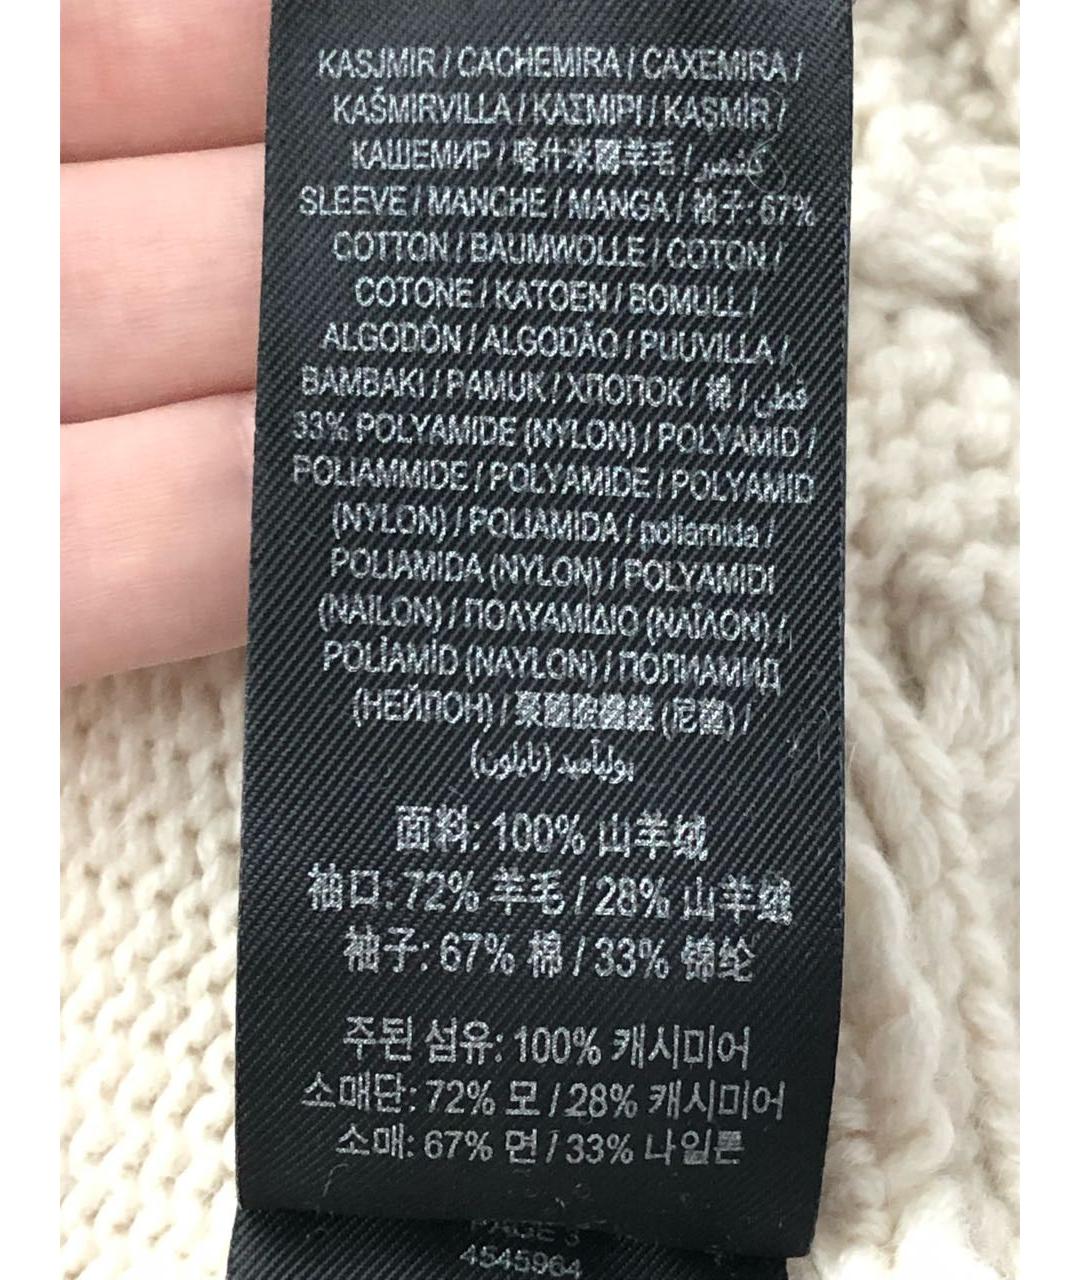 KASJMIR / CACHEMIRA / CAXEMIRA /
KAŠMIRVILLA / ΚΑΣΜΙΡΙ / KAŞMİR /
КАШЕМИР / 喀什米爾羊毛 / كشمير
SLEEVE / MANCHE / MANGA / 袖子: 67%
COTTON / BAUMWOLLE / COTON /
COTONE / KATOEN / BOMULL /
ALGODÓN / ALGODÃO / PUUVILLA /
BAMBAKI / PAMUK / ХЛОПОК / 棉 / قطن
33% POLYAMIDE (NYLON) / POLYAMID /
POLIAMMIDE / POLYAMIDE / POLYAMID
(NYLON) / POLIAMIDA / poliamida /
POLIAMIDA (NYLON) / POLYAMIDI
(NAILON) / ΠΟΛΥΑΜΙΔΙΟ (ΝΑΪΛΟΝ) /
POLİAMİD (NAYLON) / ПОЛИАМИД
(НЕЙЛОН) / 聚醯胺纖維 (尼龍) /
بوليآميد (نايلون)
面料: 100% 山羊绒
袖口: 72% 羊毛 / 28% 山羊绒
袖子: 67% 棉 / 33% 锦纶
주된 섬유: 100% 캐시미어
소매단: 72% 모 / 28% 캐시미어
소매: 67% 면 / 33% 나일론
PAGE 3
4545964